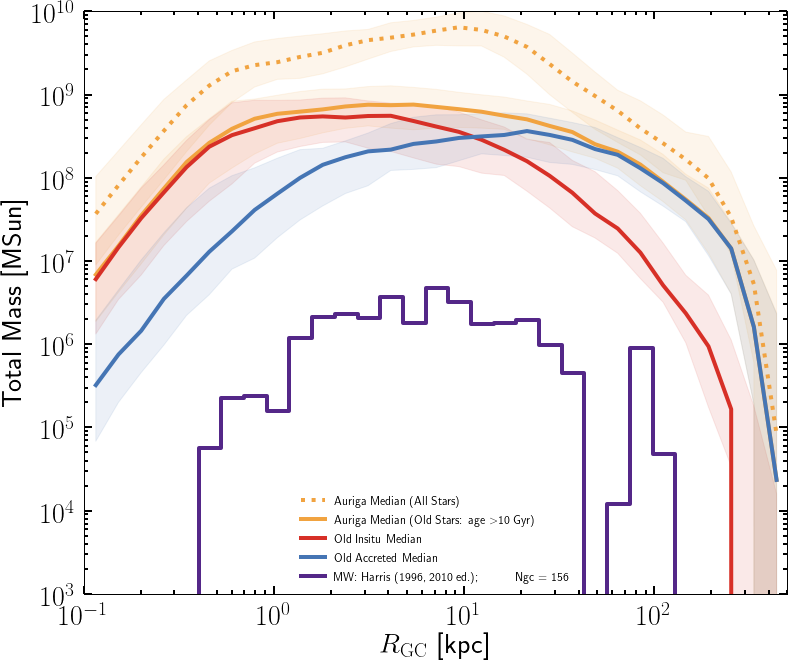 10^10
10^9
10^8
10^7
10^6
10^5
10^4
10^3
Total Mass [MSun]
Auriga Median (All Stars)
Auriga Median (Old Stars: age >10 Gyr)
Old Insitu Median
Old Accreted Median
MW: Harris (1996, 2010 ed.); Ngc = 156
10^-1 10^0 10^1 10^2
R_GC [kpc]